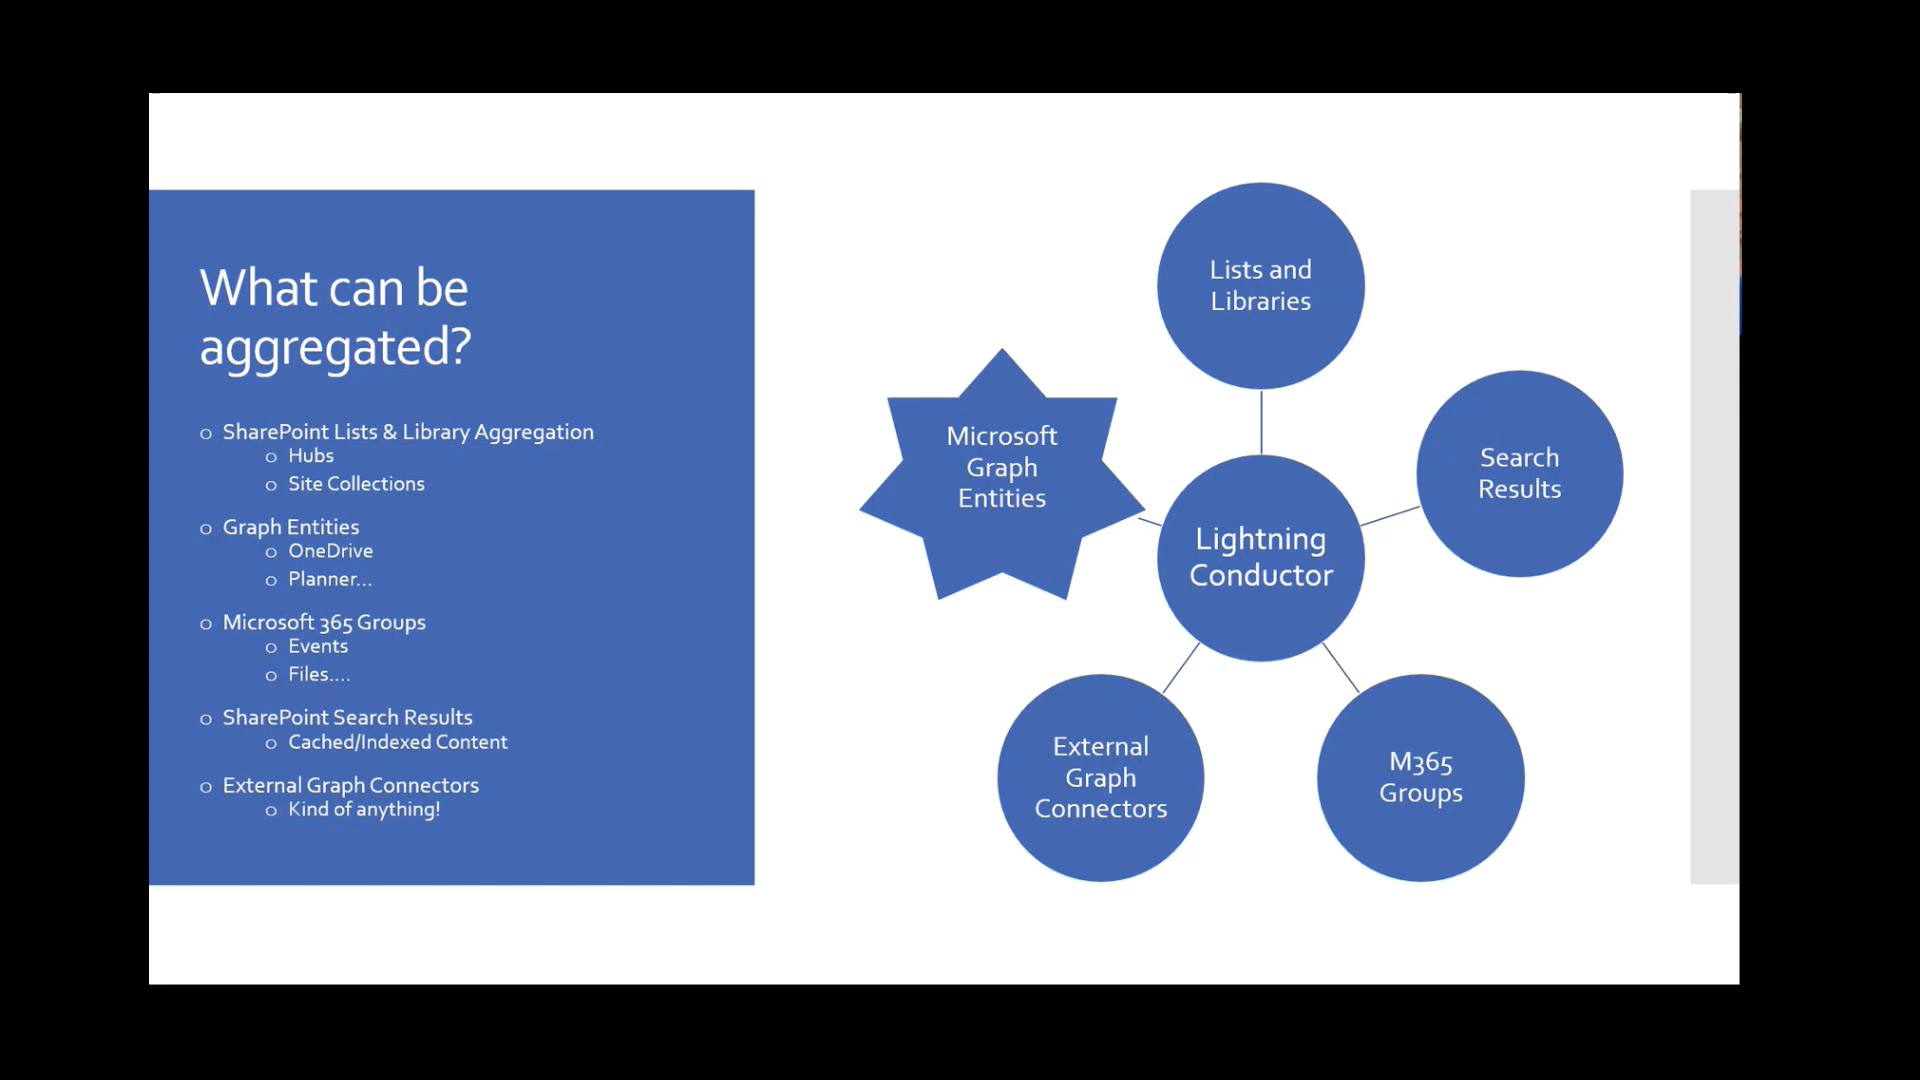 What can be
aggregated?
o SharePoint Lists & Library Aggregation
o Hubs
o Site Collections
o Graph Entities
o OneDrive
o Planner...
o Microsoft 365 Groups
o Events
o Files....
o SharePoint Search Results
o Cached/Indexed Content
o External Graph Connectors
o Kind of anything!
Lists and
Libraries
Search
Results
M365
Groups
External
Graph
Connectors
Microsoft
Graph
Entities
Lightning
Conductor